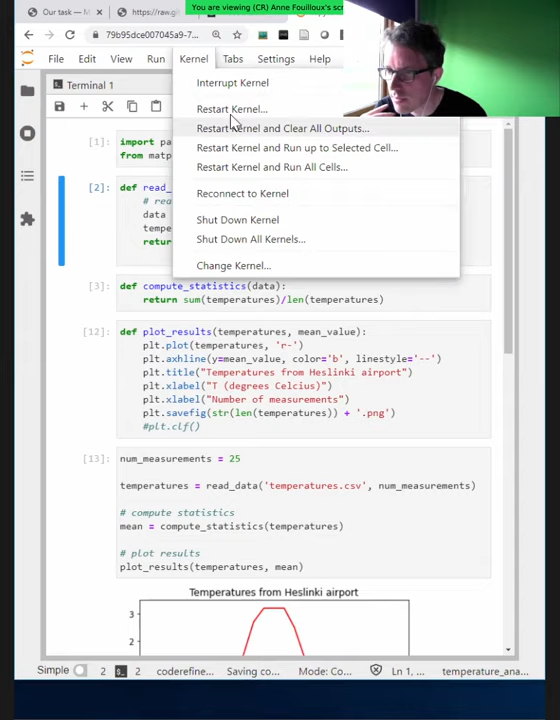 You are viewing (CR) Anne Fouilloux's scr
Our task — M
https://raw.gi
79b95dce007045a9-7
File Edit View Run Kernel Tabs Settings Help
Terminal 1
Interrupt Kernel
Restart Kernel...
Restart Kernel and Clear All Outputs...
Restart Kernel and Run up to Selected Cell...
Restart Kernel and Run All Cells...
Reconnect to Kernel
Shut Down Kernel
Shut Down All Kernels...
Change Kernel...
[1]: import pa
from matp
[2]: def read_
# rea
data
tempe
retur
[3]: def compute_statistics(data):
return sum(temperatures)/len(temperatures)
[12]: def plot_results(temperatures, mean_value):
plt.plot(temperatures, 'r-')
plt.axhline(y=mean_value, color='b', linestyle='--')
plt.title("Temperatures from Heslinki airport")
plt.xlabel("T (degrees Celcius)")
plt.xlabel("Number of measurements")
plt.savefig(str(len(temperatures)) + '.png')
#plt.clf()
[13]: num_measurements = 25
temperatures = read_data('temperatures.csv', num_measurements)
# compute statistics
mean = compute_statistics(temperatures)
# plot results
plot_results(temperatures, mean)
Temperatures from Heslinki airport
3
2
Simple 2 2 coderefine... Saving co... Mode: Co... Ln 1, ... temperature_ana...